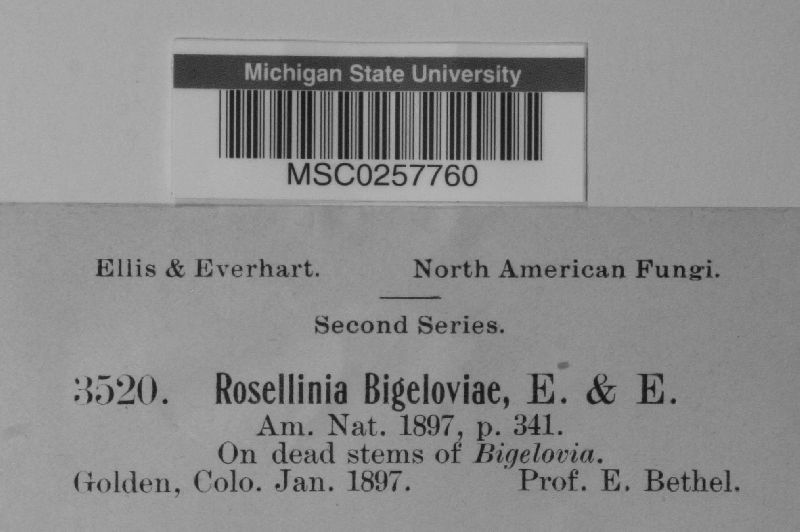 Michigan State University
MSC0257760
Ellis & Everhart. North American Fungi.
Second Series.
3520. Rosellinia Bigeloviae, E. & E.
Am. Nat. 1897, p. 341.
On dead stems of Bigelovia.
Golden, Colo. Jan. 1897. Prof. E. Bethel.